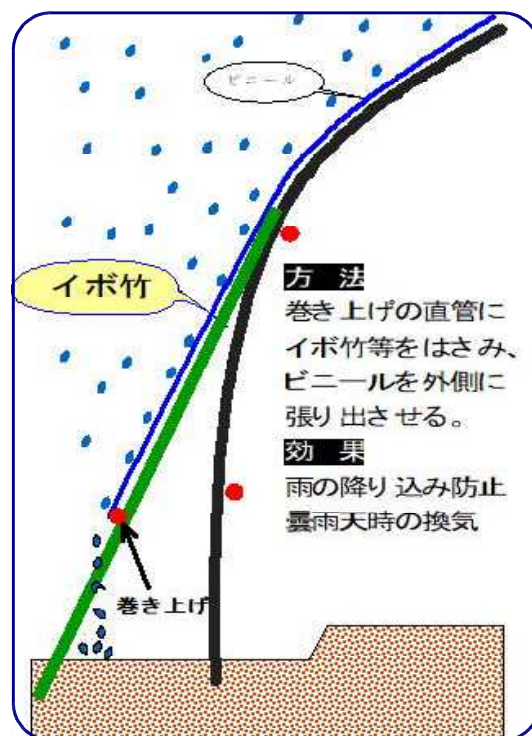 ビニール
イボ竹
方 法
巻き上げの直管に
イボ竹等をはさみ、
ビニールを外側に
張り出させる。
効 果
雨の降り込み防止
曇雨天時の換気
巻き上げ